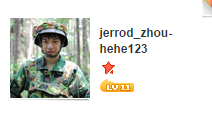 jerrod_zhou-
hehe123
LV 11